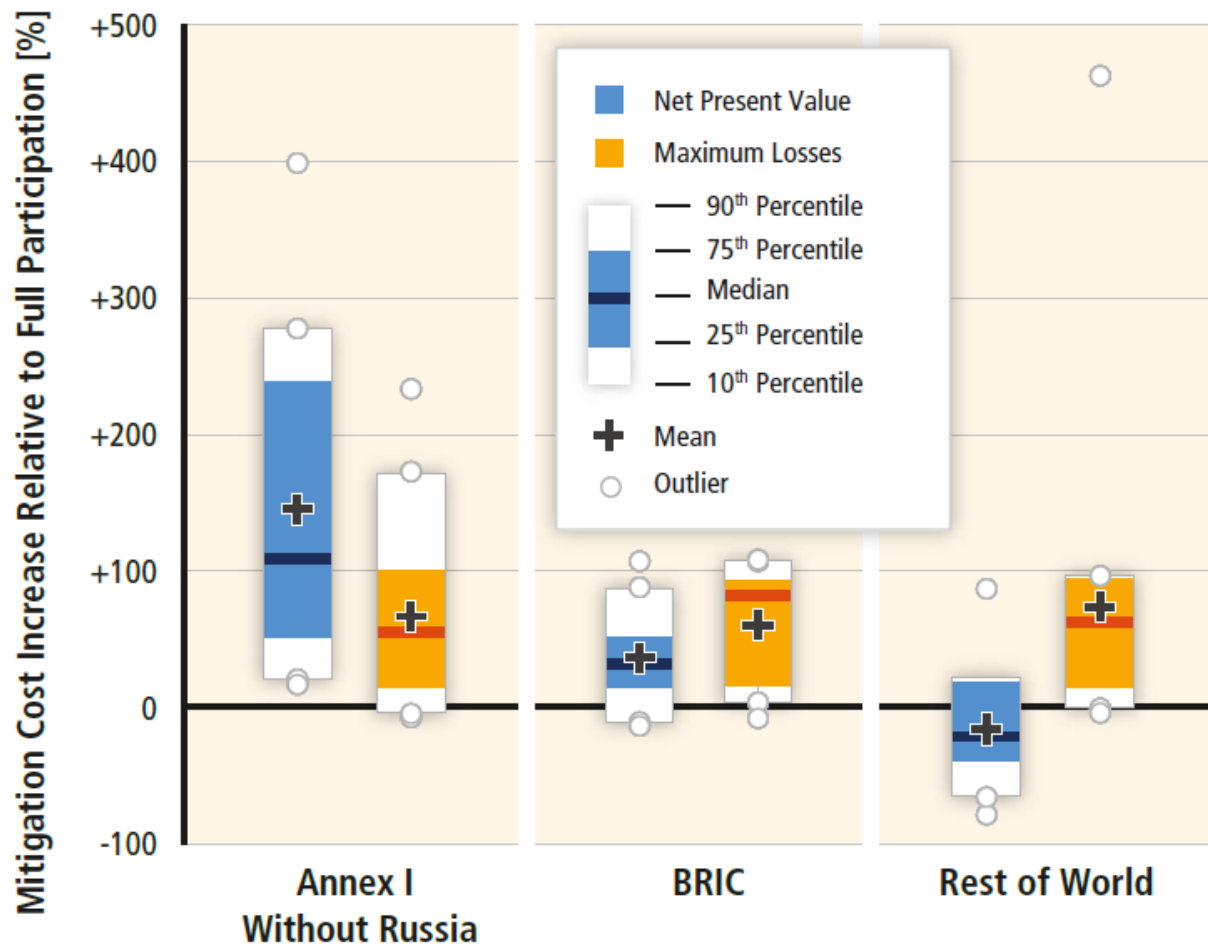 Mitigation Cost Increase Relative to Full Participation [%]
+500
+400
+300
+200
+100
0
-100
Net Present Value
Maximum Losses
90th Percentile
75th Percentile
Median
25th Percentile
10th Percentile
Mean
Outlier
Annex I
Without Russia
BRIC
Rest of World